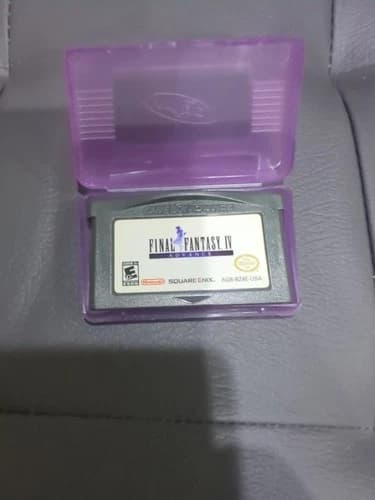 FINAL FANTASY IV
ADVANCE
E
Nintendo
SQUARE ENIX
AGB-BZ4E-USA